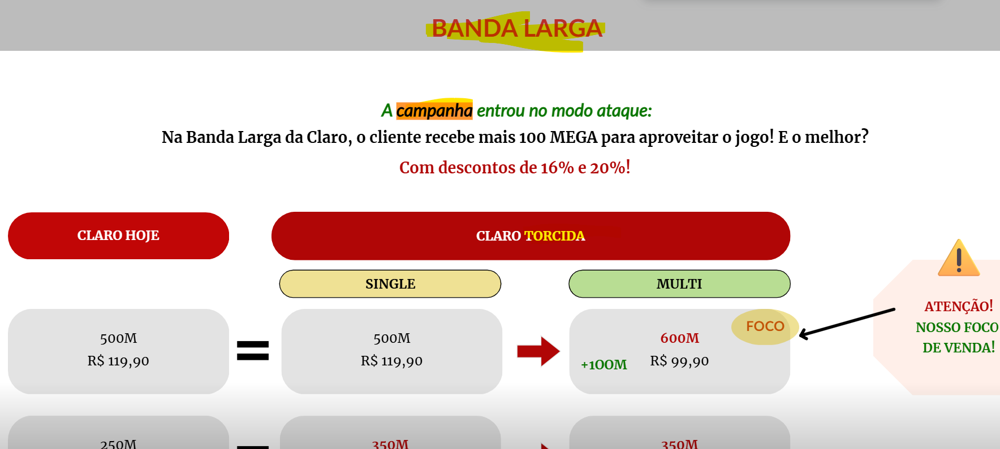 BANDA LARGA
A campanha entrou no modo ataque:
Na Banda Larga da Claro, o cliente recebe mais 100 MEGA para aproveitar o jogo! E o melhor?
Com descontos de 16% e 20%!
CLARO HOJE
CLARO TORCIDA
SINGLE
MULTI
500M
R$ 119,90
500M
R$ 119,90
FOCO
600M
+100M
R$ 99,90
ATENÇÃO!
NOSSO FOCO
DE VENDA!
250M
350M
350M